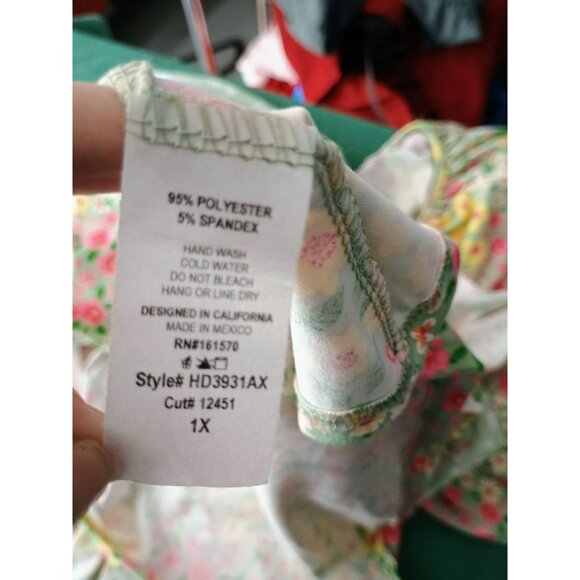 95% POLYESTER
5% SPANDEX
HAND WASH
COLD WATER
DO NOT BLEACH
HANG OR LINE DRY
DESIGNED IN CALIFORNIA
MADE IN MEXICO
RN#161570
Style# HD3931AX
Cut# 12451
1X